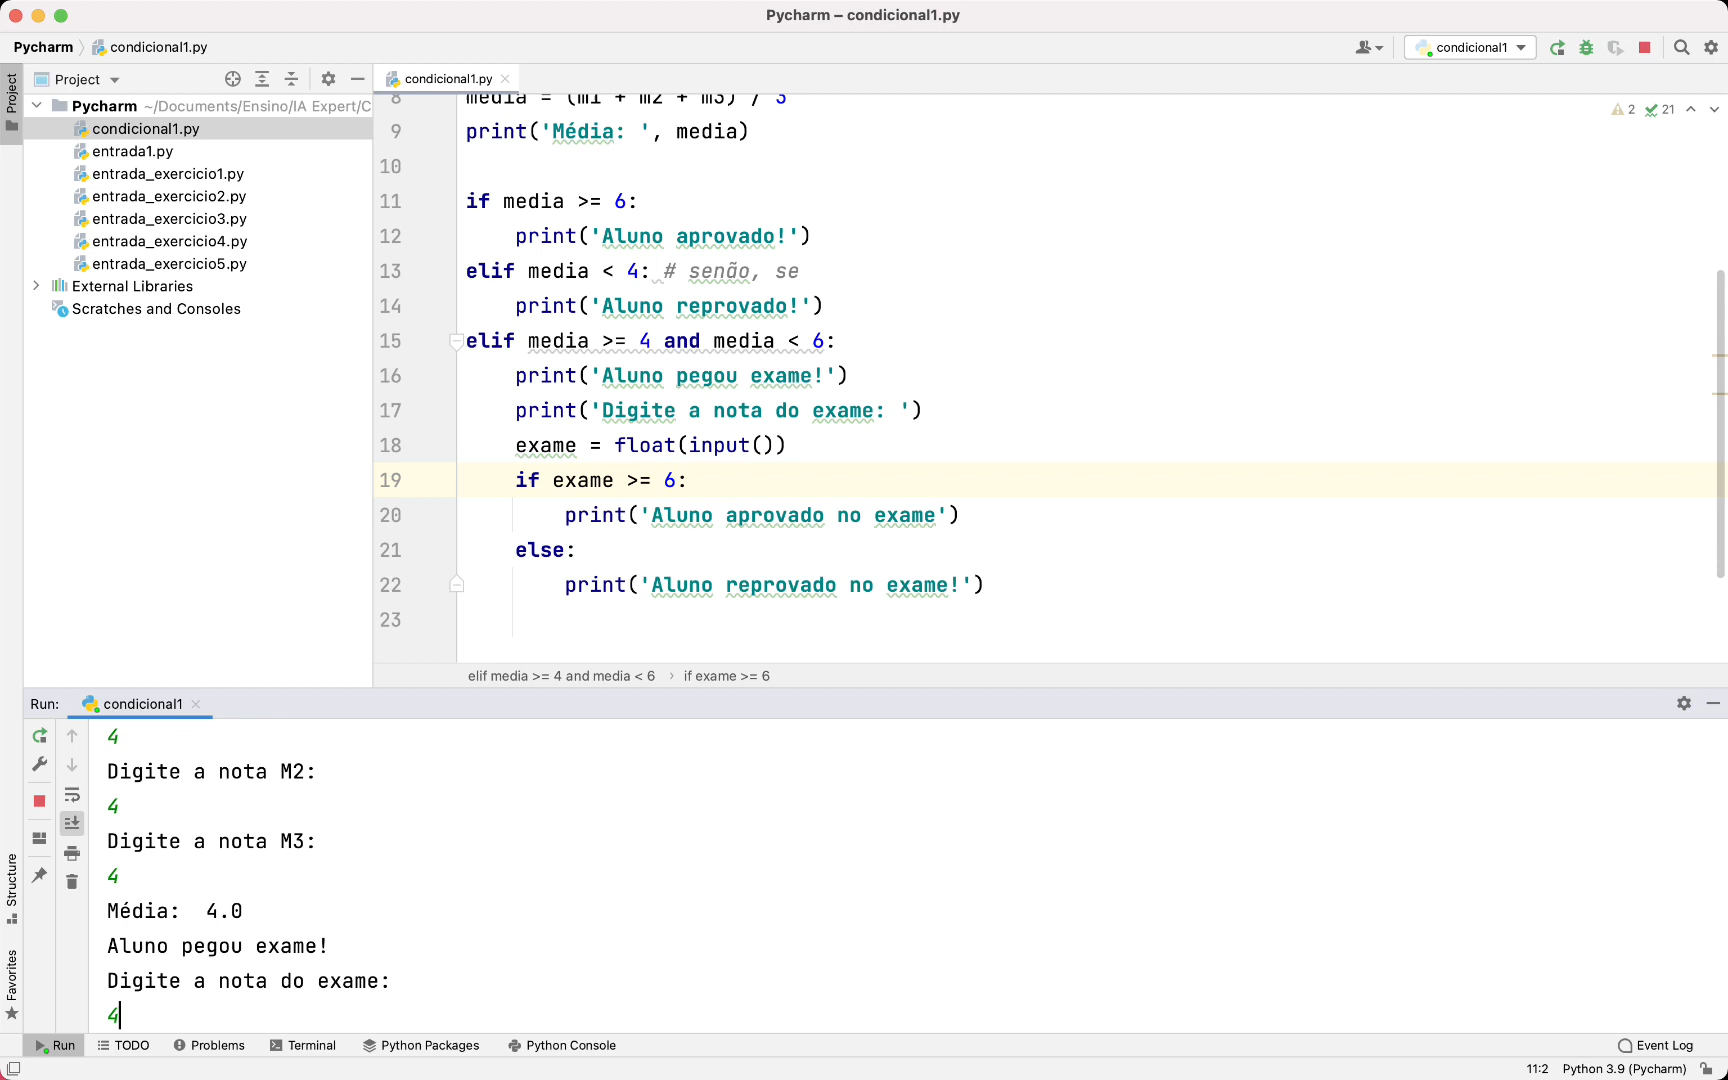 Pycharm – condicional1.py
Pycharm
condicional1.py
condicional1
Project
Project
condicional1.py
Pycharm ~/Documents/Ensino/IA Expert/C
condicional1.py
entrada1.py
entrada_exercicio1.py
entrada_exercicio2.py
entrada_exercicio3.py
entrada_exercicio4.py
entrada_exercicio5.py
External Libraries
Scratches and Consoles
2 21
8 media = (m1 + m2 + m3) / 3
9 print('Média: ', media)
10
11 if media >= 6:
12     print('Aluno aprovado!')
13 elif media < 4: # senão, se
14     print('Aluno reprovado!')
15 elif media >= 4 and media < 6:
16     print('Aluno pegou exame!')
17     print('Digite a nota do exame: ')
18     exame = float(input())
19     if exame >= 6:
20         print('Aluno aprovado no exame')
21     else:
22         print('Aluno reprovado no exame!')
23
elif media >= 4 and media < 6 › if exame >= 6
Run: condicional1
4
Digite a nota M2:
4
Digite a nota M3:
4
Média:  4.0
Aluno pegou exame!
Digite a nota do exame:
4
Structure
Favorites
Run TODO Problems Terminal Python Packages Python Console Event Log
11:2 Python 3.9 (Pycharm)